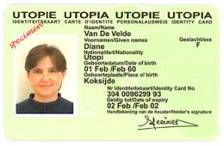 UTOPIE UTOPIA UTOPIE UTOPIA
IDENTITEITSKAART CARTE D'IDENTITE PERSONALAUSWEIS IDENTITY CARD
specimen
Naam/Name
Van De Velde
Voornamen/Given names
Diane
Geslacht/sex
F
Nationaliteit/Nationality
Utopi
Geboortedatum/Date of birth
01 Feb /Feb 60
Geboorteplaats/Place of birth
Koksijde
Nr Identiteitskaart/Identity Card No
304 0096299 93
Geldig tot/Date of expiry
02 Feb /Feb 02
Handtekening van de houder/Holder's signature
Specimen